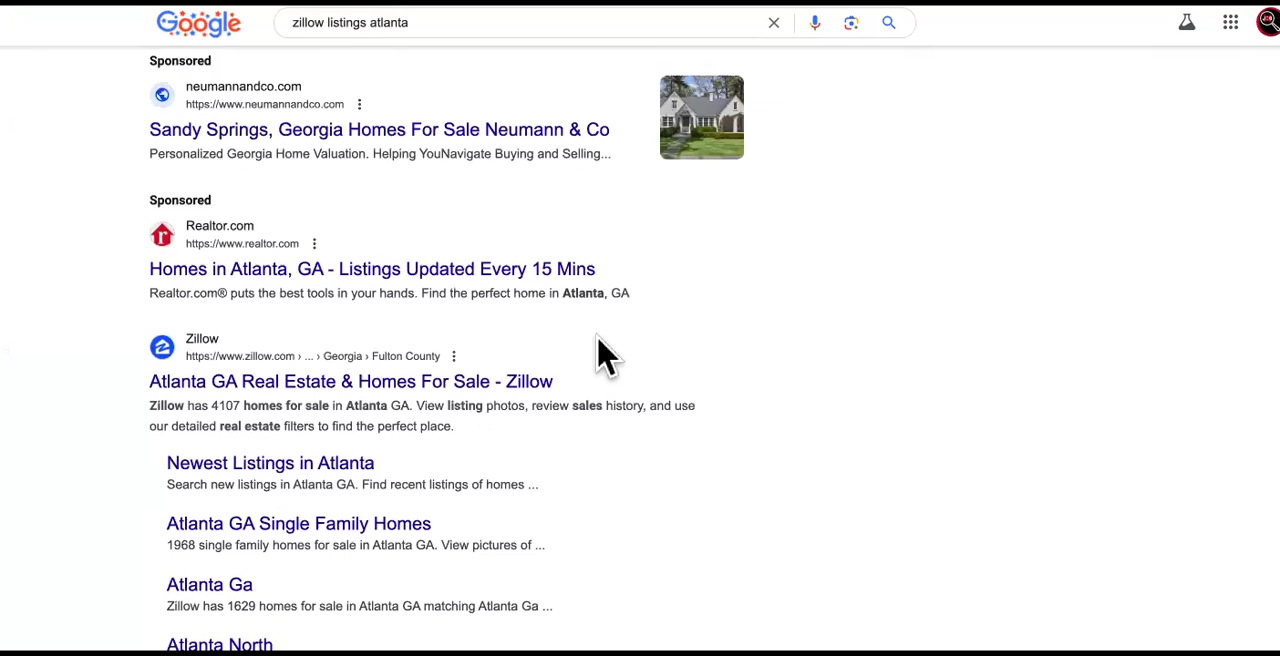 Google
zillow listings atlanta
Sponsored
neumannandco.com
https://www.neumannandco.com
Sandy Springs, Georgia Homes For Sale Neumann & Co
Personalized Georgia Home Valuation. Helping YouNavigate Buying and Selling...
Sponsored
Realtor.com
https://www.realtor.com
Homes in Atlanta, GA - Listings Updated Every 15 Mins
Realtor.com® puts the best tools in your hands. Find the perfect home in Atlanta, GA
Zillow
https://www.zillow.com › ... › Georgia › Fulton County
Atlanta GA Real Estate & Homes For Sale - Zillow
Zillow has 4107 homes for sale in Atlanta GA. View listing photos, review sales history, and use
our detailed real estate filters to find the perfect place.
Newest Listings in Atlanta
Search new listings in Atlanta GA. Find recent listings of homes ...
Atlanta GA Single Family Homes
1968 single family homes for sale in Atlanta GA. View pictures of ...
Atlanta Ga
Zillow has 1629 homes for sale in Atlanta GA matching Atlanta Ga ...
Atlanta North